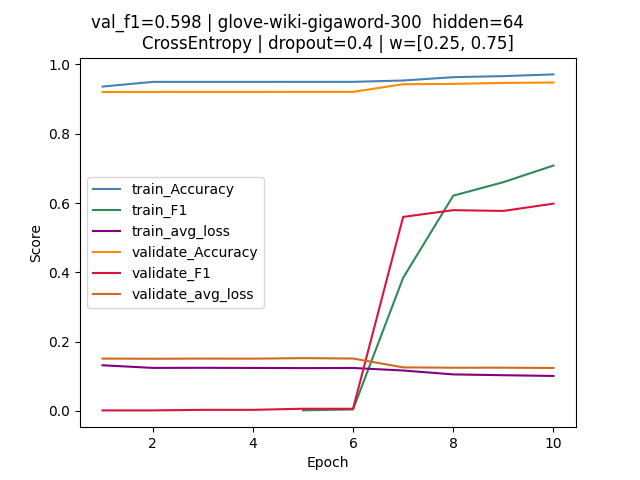 val_f1=0.598 | glove-wiki-gigaword-300  hidden=64
CrossEntropy | dropout=0.4 | w=[0.25, 0.75]
1.0
0.8
0.6
0.4
0.2
0.0
Score
train_Accuracy
train_F1
train_avg_loss
validate_Accuracy
validate_F1
validate_avg_loss
2
4
6
8
10
Epoch